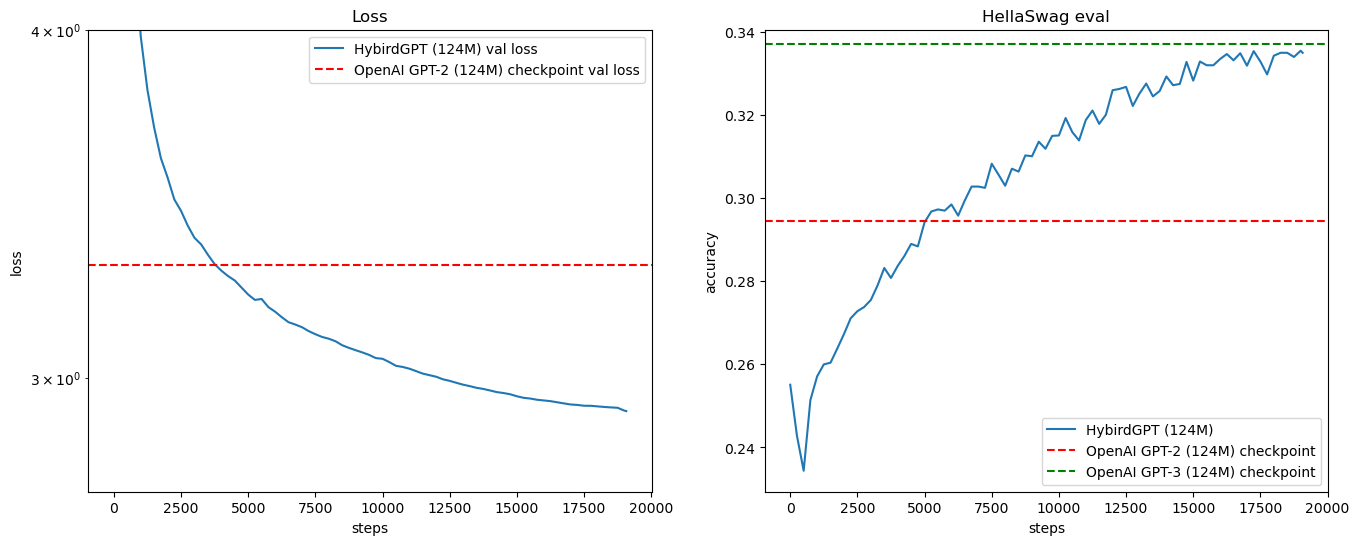 Loss
4 × 10⁰
3 × 10⁰
loss
HybirdGPT (124M) val loss
OpenAI GPT-2 (124M) checkpoint val loss
0 2500 5000 7500 10000 12500 15000 17500 20000
steps
HellaSwag eval
0.34
0.32
0.30
0.28
0.26
0.24
accuracy
HybirdGPT (124M)
OpenAI GPT-2 (124M) checkpoint
OpenAI GPT-3 (124M) checkpoint
0 2500 5000 7500 10000 12500 15000 17500 20000
steps